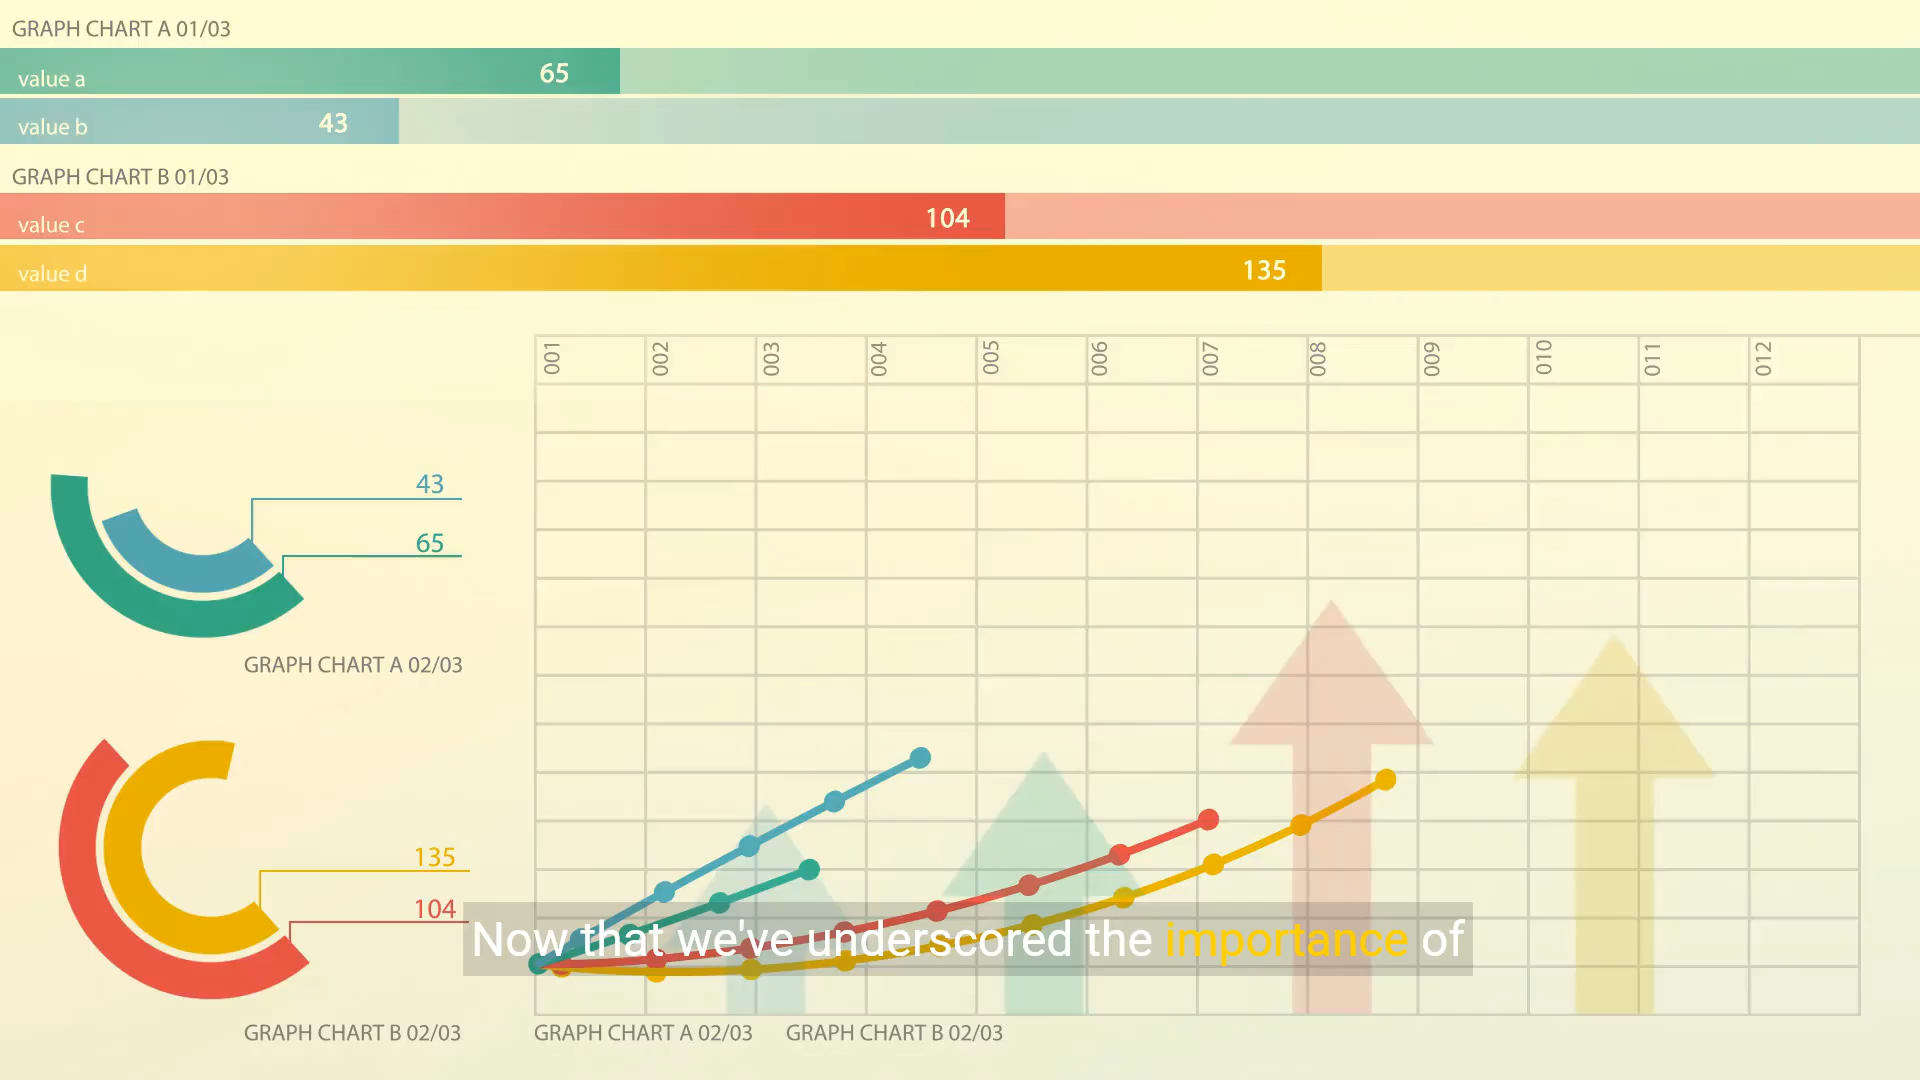 GRAPH CHART A 01/03
value a 65
value b 43
GRAPH CHART B 01/03
value c 104
value d 135
001 002 003 004 005 006 007 008 009 010 011 012
43
65
GRAPH CHART A 02/03
135
104
Now that we've underscored the importance of
GRAPH CHART B 02/03
GRAPH CHART A 02/03 GRAPH CHART B 02/03